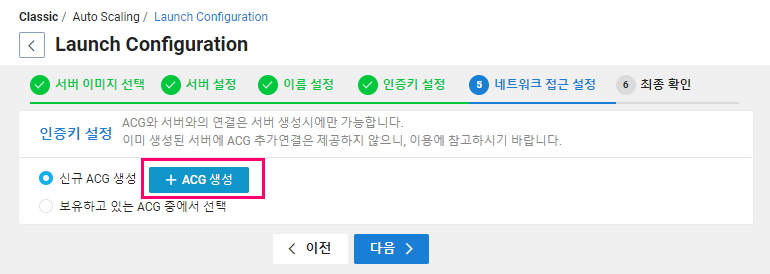 Classic / Auto Scaling / Launch Configuration
Launch Configuration
서버 이미지 선택 서버 설정 이름 설정 인증키 설정 5 네트워크 접근 설정 6 최종 확인
인증키 설정
ACG와 서버와의 연결은 서버 생성시에만 가능합니다.
이미 생성된 서버에 ACG 추가연결은 제공하지 않으니, 이용에 참고하시기 바랍니다.
신규 ACG 생성 + ACG 생성
보유하고 있는 ACG 중에서 선택
< 이전 다음 >